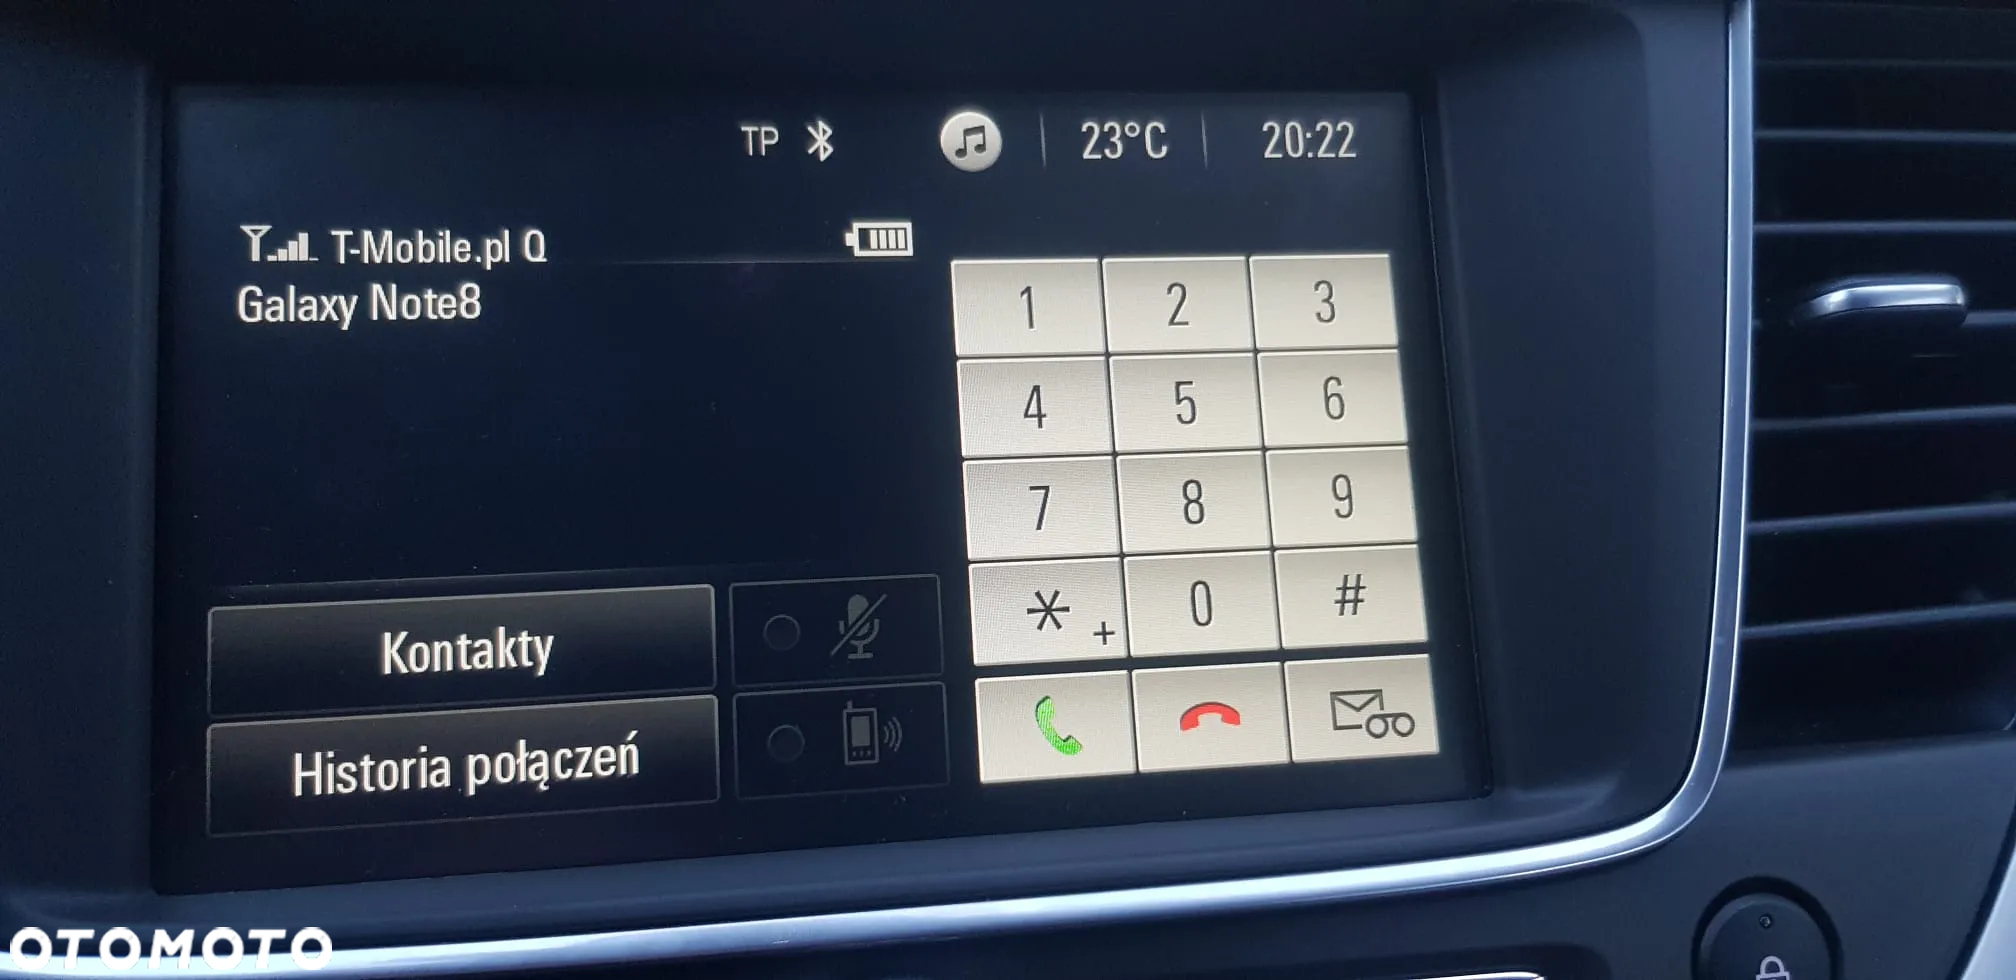 TP 23°C 20:22
T-Mobile.pl Q
Galaxy Note8
1 2 3
4 5 6
7 8 9
* + 0 #
Kontakty
Historia połączeń
OTOMOTO